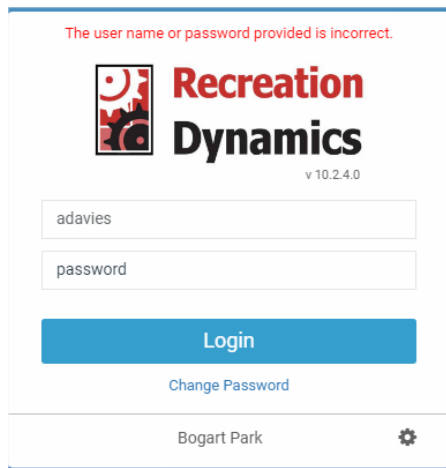 The user name or password provided is incorrect.
Recreation
Dynamics
v 10.2.4.0
adavies
password
Login
Change Password
Bogart Park